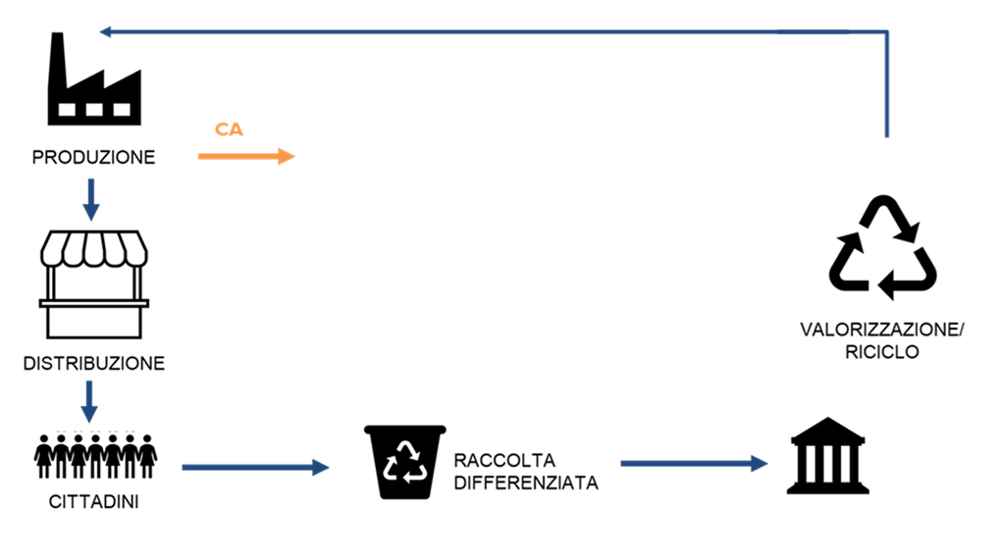 CA
PRODUZIONE
DISTRIBUZIONE
VALORIZZAZIONE/
RICICLO
RACCOLTA
DIFFERENZIATA
CITTADINI